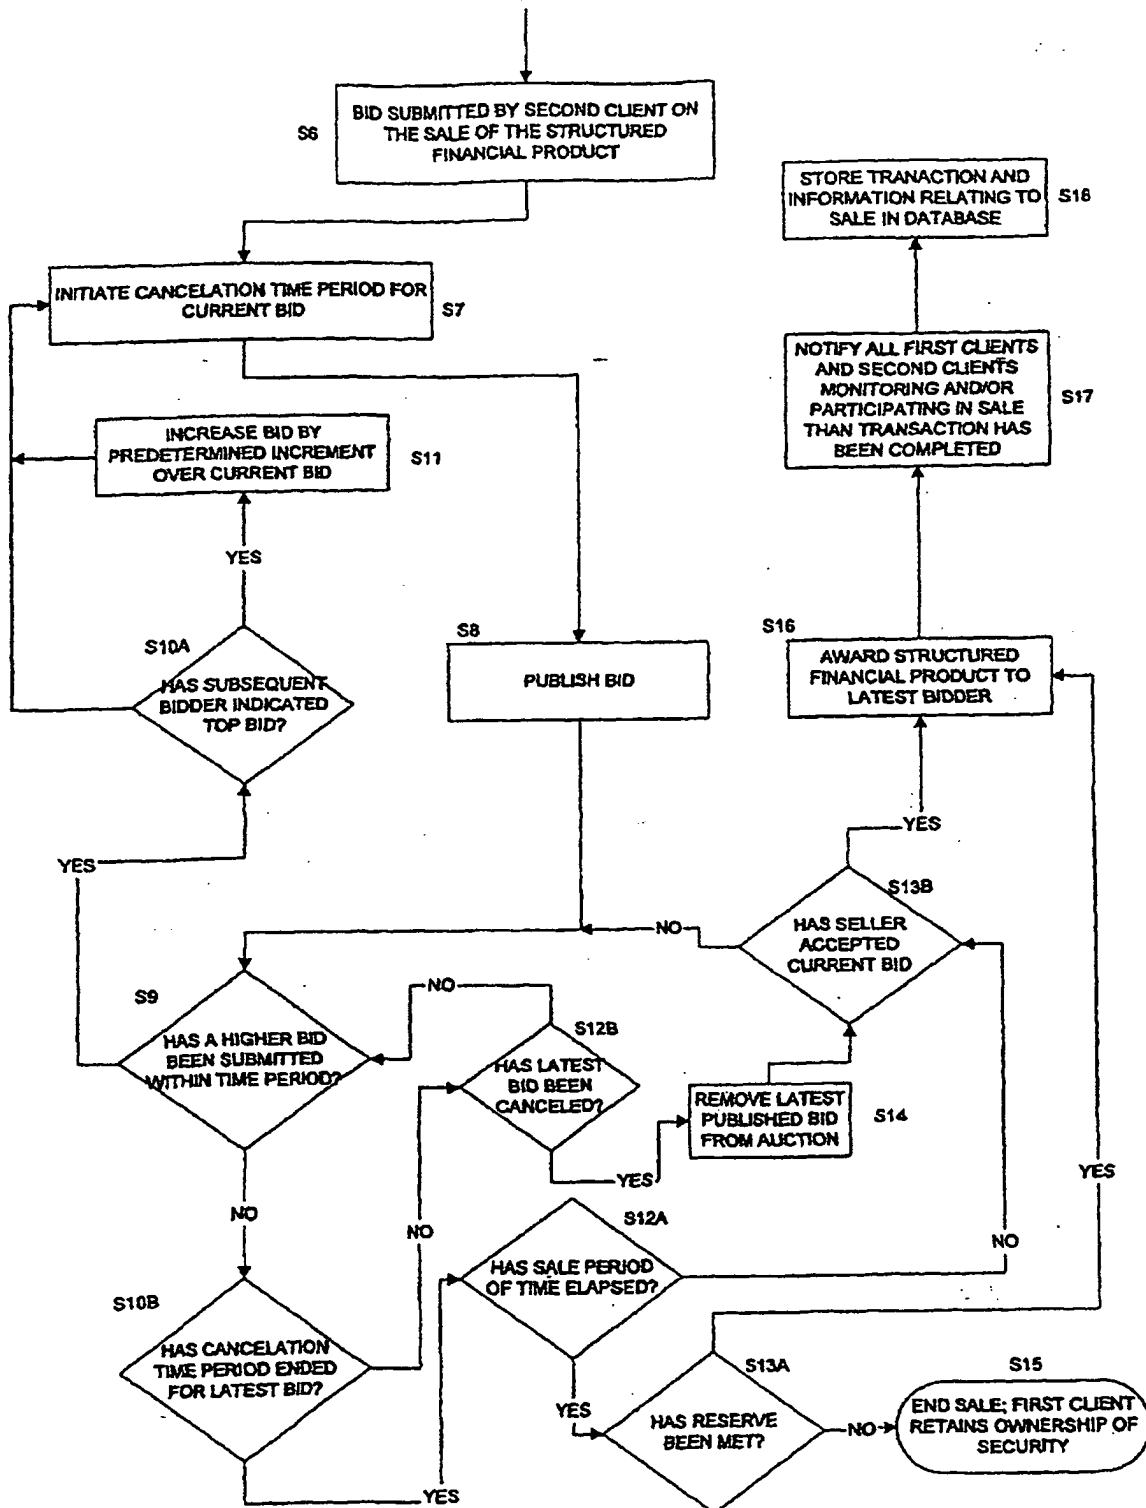 S6
BID SUBMITTED BY SECOND CLIENT ON
THE SALE OF THE STRUCTURED
FINANCIAL PRODUCT
STORE TRANACTION AND
INFORMATION RELATING TO
SALE IN DATABASE
S18
INITIATE CANCELATION TIME PERIOD FOR
CURRENT BID
S7
NOTIFY ALL FIRST CLIENTS
AND SECOND CLIENTS
MONITORING AND/OR
PARTICIPATING IN SALE
THAN TRANSACTION HAS
BEEN COMPLETED
S17
INCREASE BID BY
PREDETERMINED INCREMENT
OVER CURRENT BID
S11
YES
S10A
HAS SUBSEQUENT
BIDDER INDICATED
TOP BID?
S8
PUBLISH BID
S16
AWARD STRUCTURED
FINANCIAL PRODUCT TO
LATEST BIDDER
YES
YES
S13B
HAS SELLER
ACCEPTED
CURRENT BID
NO
S9
HAS A HIGHER BID
BEEN SUBMITTED
WITHIN TIME PERIOD?
NO
S12B
HAS LATEST
BID BEEN
CANCELED?
REMOVE LATEST
PUBLISHED BID
FROM AUCTION
S14
YES
YES
NO
NO
S12A
HAS SALE PERIOD
OF TIME ELAPSED?
NO
S10B
HAS CANCELATION
TIME PERIOD ENDED
FOR LATEST BID?
YES
YES
S13A
HAS RESERVE
BEEN MET?
NO
S15
END SALE; FIRST CLIENT
RETAINS OWNERSHIP OF
SECURITY